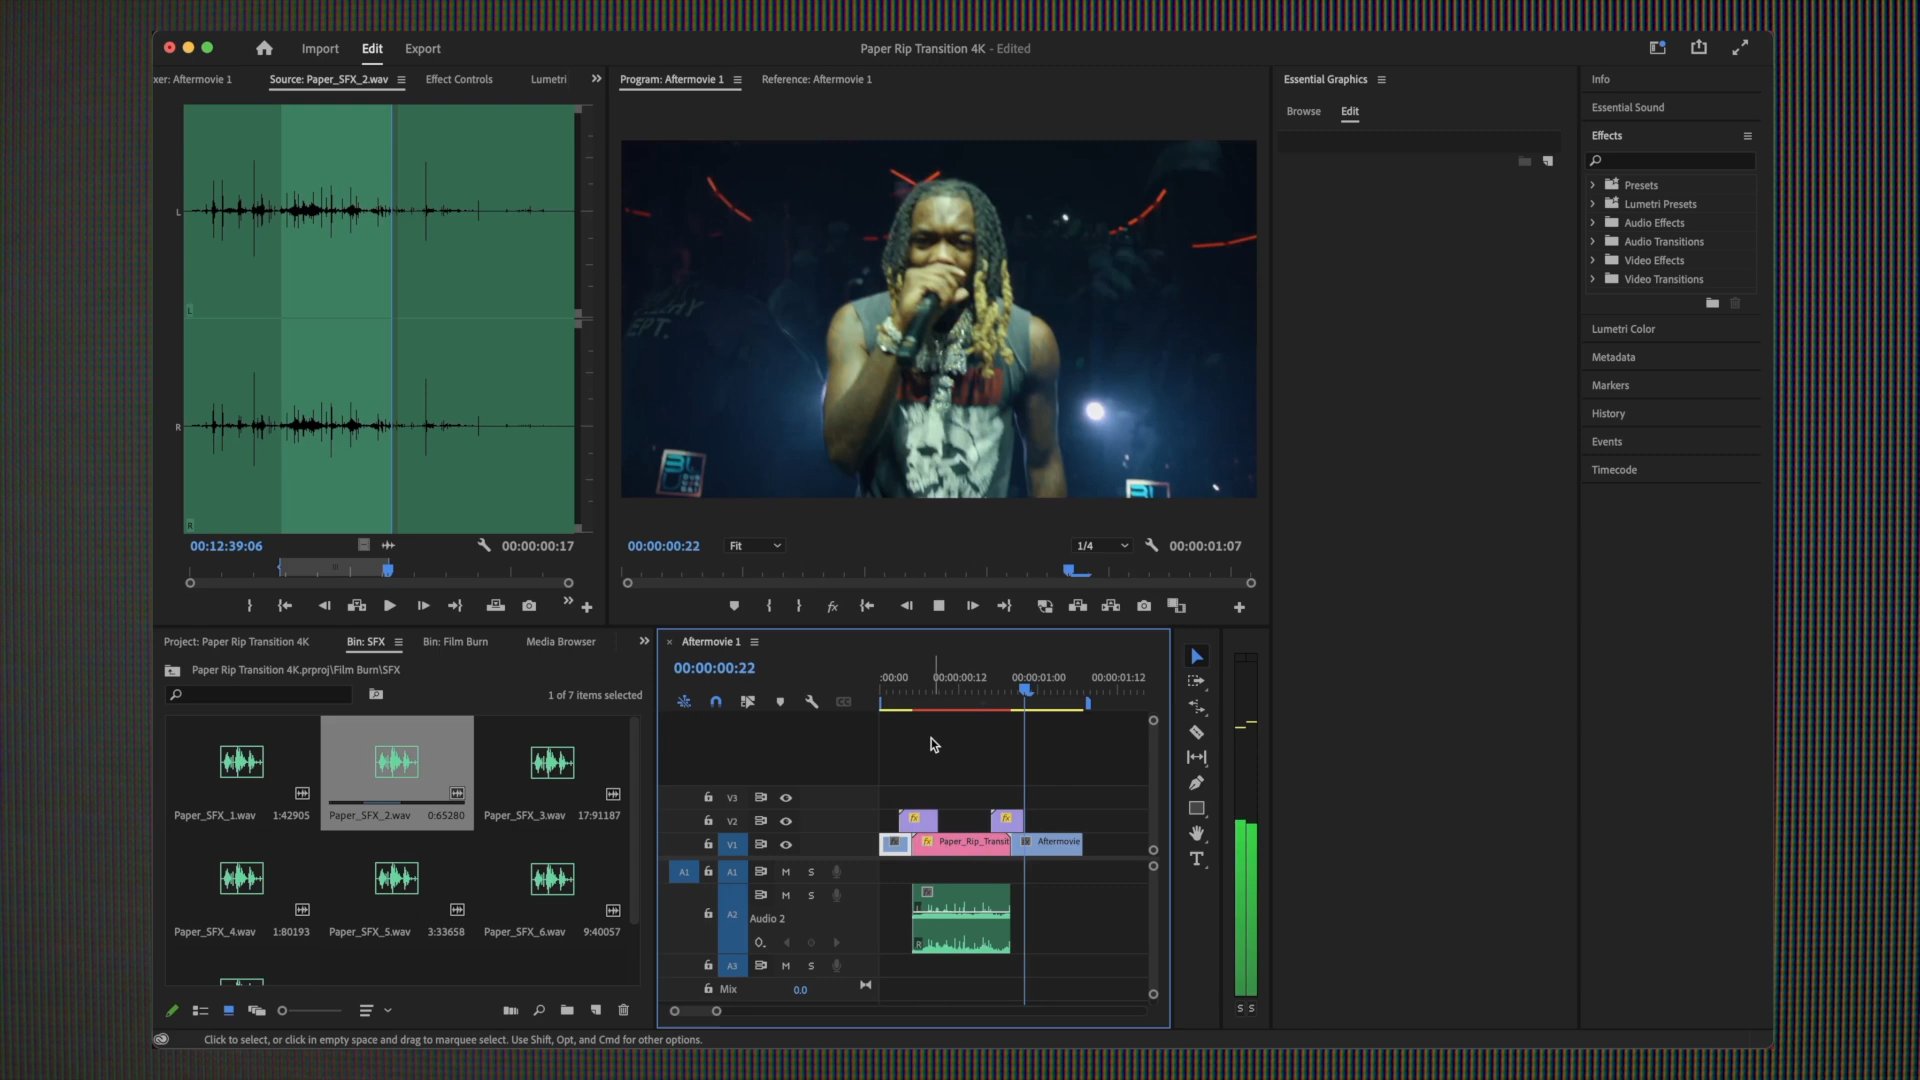 Import Edit Export Paper Rip Transition 4K - Edited
xer: Aftermovie 1 Source: Paper_SFX_2.wav Effect Controls Lumetri
Program: Aftermovie 1 Reference: Aftermovie 1
Essential Graphics
Browse Edit
Info
Essential Sound
Effects
Presets
Lumetri Presets
Audio Effects
Audio Transitions
Video Effects
Video Transitions
Lumetri Color
Metadata
Markers
History
Events
Timecode
L
L
R
R
EPT.
00:12:39:06 00:00:00:17
00:00:00:22 Fit 1/4 00:00:01:07
Project: Paper Rip Transition 4K Bin: SFX Bin: Film Burn Media Browser
Paper Rip Transition 4K.prproj\Film Burn\SFX
1 of 7 items selected
Paper_SFX_1.wav 1:42905 Paper_SFX_2.wav 0:65280 Paper_SFX_3.wav 17:91187
Paper_SFX_4.wav 1:80193 Paper_SFX_5.wav 3:33658 Paper_SFX_6.wav 9:40057
× Aftermovie 1
00:00:00:22
:00:00 00:00:00:12 00:00:01:00 00:00:01:12
CC
V3
V2 fx fx
V1 fx fx Paper_Rip_Transit fx Aftermovie
A1 A1 M S
M S fx
A2 Audio 2
R
A3 M S
Mix 0.0
S S
Click to select, or click in empty space and drag to marquee select. Use Shift, Opt, and Cmd for other options.